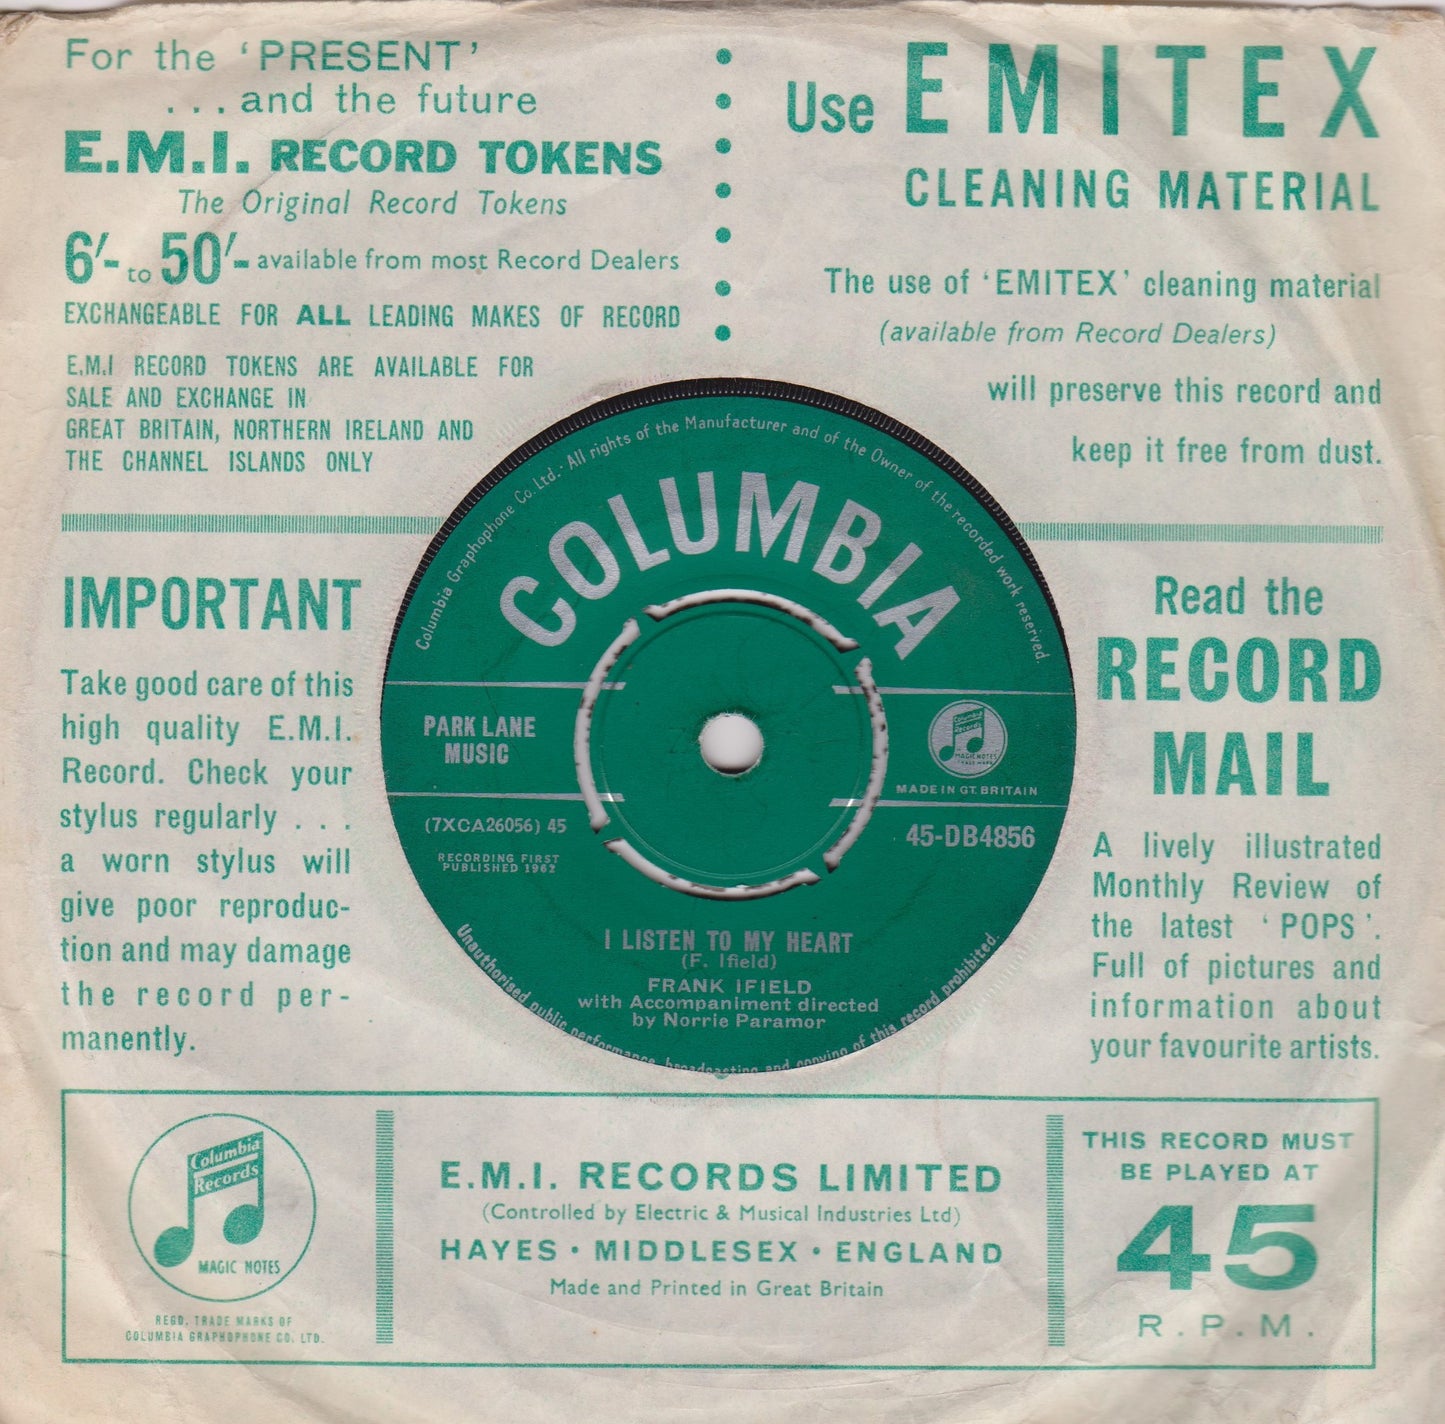 For the 'PRESENT'
...and the future
E.M.I. RECORD TOKENS
The Original Record Tokens
6/- to 50/- available from most Record Dealers
EXCHANGEABLE FOR ALL LEADING MAKES OF RECORD
E.M.I RECORD TOKENS ARE AVAILABLE FOR
SALE AND EXCHANGE IN
GREAT BRITAIN, NORTHERN IRELAND AND
THE CHANNEL ISLANDS ONLY
Use EMITEX
CLEANING MATERIAL
The use of 'EMITEX' cleaning material
(available from Record Dealers)
will preserve this record and
keep it free from dust.
IMPORTANT
Take good care of this
high quality E.M.I.
Record. Check your
stylus regularly . . .
a worn stylus will
give poor reproduc-
tion and may damage
the record per-
manently.
Columbia Graphophone Co. Ltd. · All rights of the Manufacturer and of the Owner of the recorded work reserved.
COLUMBIA
PARK LANE
MUSIC
Columbia
Records
MAGIC NOTES
TRADE MARK
MADE IN GT. BRITAIN
(7XCA26056) 45
45-DB4856
RECORDING FIRST
PUBLISHED 1962
I LISTEN TO MY HEART
(F. Ifield)
FRANK IFIELD
with Accompaniment directed
by Norrie Paramor
Unauthorised public performance, broadcasting and copying of this record prohibited.
Read the
RECORD
MAIL
A lively illustrated
Monthly Review of
the latest 'POPS'.
Full of pictures and
information about
your favourite artists.
Columbia
Records
MAGIC NOTES
REGD. TRADE MARKS OF
COLUMBIA GRAPHOPHONE CO. LTD.
E.M.I. RECORDS LIMITED
(Controlled by Electric & Musical Industries Ltd)
HAYES · MIDDLESEX · ENGLAND
Made and Printed in Great Britain
THIS RECORD MUST
BE PLAYED AT
45
R.P.M.